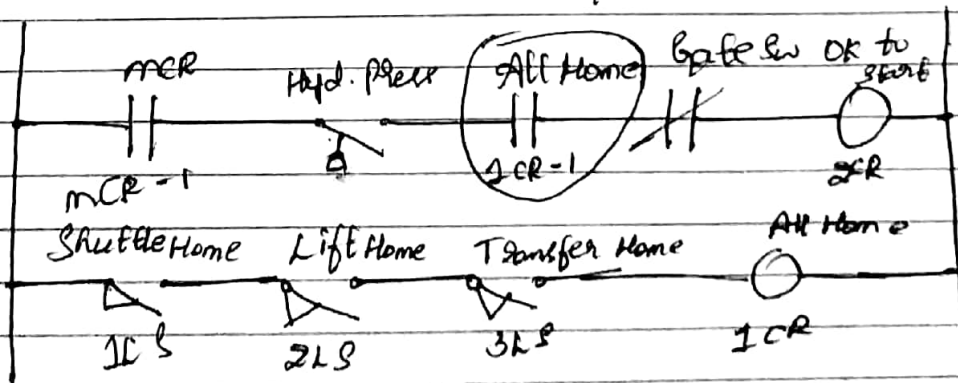 MCR Hyd. Press All Home Gate Sw OK to
Start
MCR-1 1CR-1 2CR
Shuttle Home Lift Home Transfer Home All Home
1LS 2LS 3LS 1CR